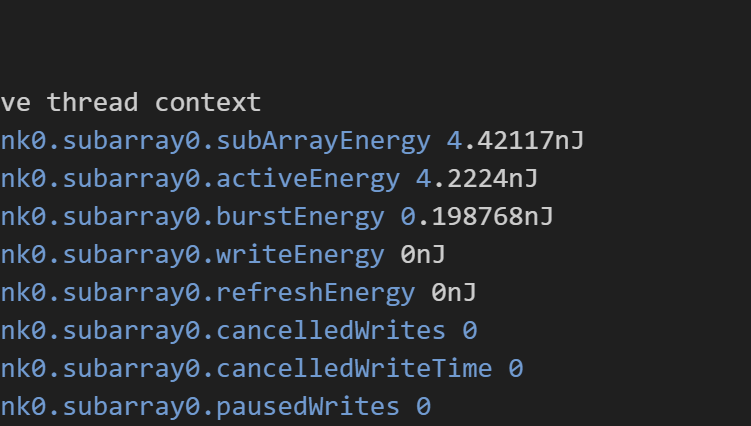 ve thread context
nk0.subarray0.subArrayEnergy 4.42117nJ
nk0.subarray0.activeEnergy 4.2224nJ
nk0.subarray0.burstEnergy 0.198768nJ
nk0.subarray0.writeEnergy 0nJ
nk0.subarray0.refreshEnergy 0nJ
nk0.subarray0.cancelledWrites 0
nk0.subarray0.cancelledWriteTime 0
nk0.subarray0.pausedWrites 0